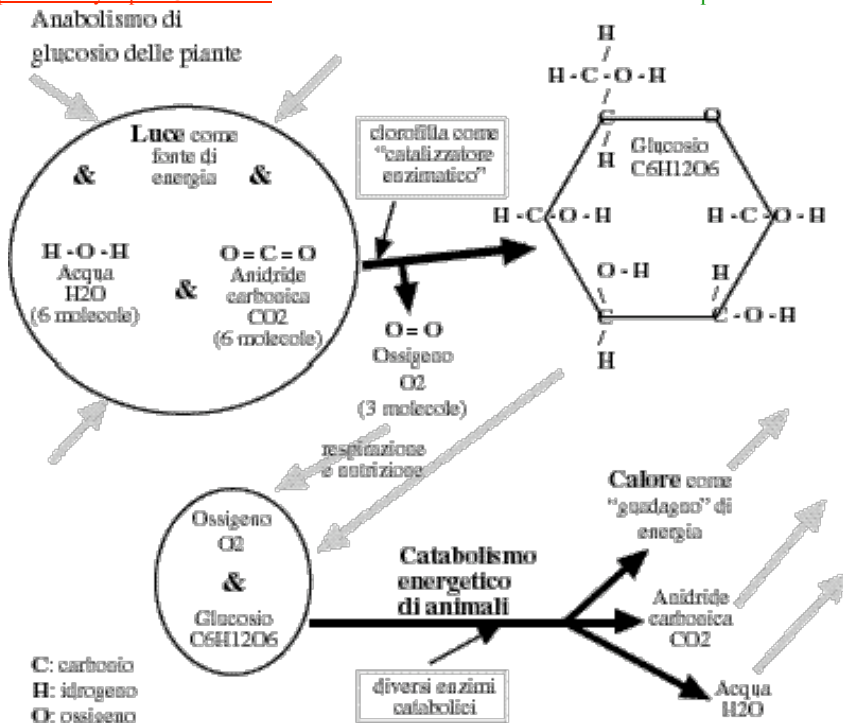 Anabolismo di
glucosio delle piante
Luce come
fonte di
energia
& &
H - O - H
Acqua
H2O
(6 molecole)
&
O = C = O
Anidride
carbonica
CO2
(6 molecole)
clorofilla come
“catalizzatore
enzimatico”
O = O
Ossigeno
O2
(3 molecole)
H
/
H - C - O - H
/
C O
/
H
Glucosio
C6H12O6
H - C - O - H H - C - O - H
O - H H
\ /
C C - O - H
/
H
respirazione
e nutrizione
Ossigeno
O2
&
Glucosio
C6H12O6
Catabolismo
energetico
di animali
diversi enzimi
catabolici
Calore come
“guadagno” di
energia
Anidride
carbonica
CO2
Acqua
H2O
C: carbonio
H: idrogeno
O: ossigeno